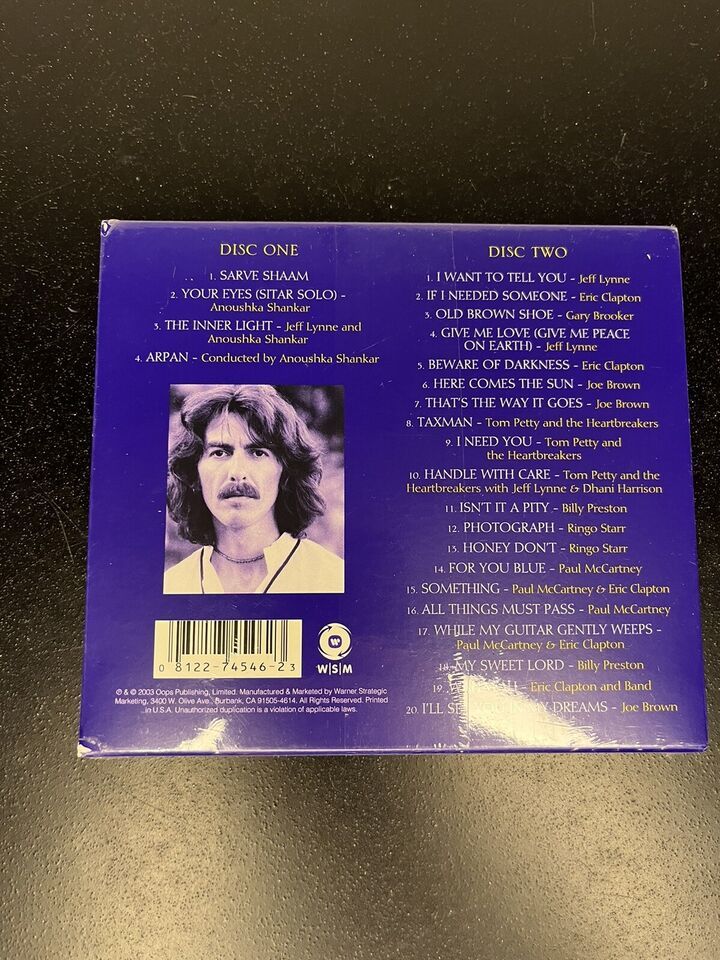 DISC ONE
1. SARVE SHAAM
2. YOUR EYES (SITAR SOLO) –
Anoushka Shankar
3. THE INNER LIGHT – Jeff Lynne and
Anoushka Shankar
4. ARPAN – Conducted by Anoushka Shankar
DISC TWO
1. I WANT TO TELL YOU – Jeff Lynne
2. IF I NEEDED SOMEONE – Eric Clapton
3. OLD BROWN SHOE – Gary Brooker
4. GIVE ME LOVE (GIVE ME PEACE
ON EARTH) – Jeff Lynne
5. BEWARE OF DARKNESS – Eric Clapton
6. HERE COMES THE SUN – Joe Brown
7. THAT'S THE WAY IT GOES – Joe Brown
8. TAXMAN – Tom Petty and the Heartbreakers
9. I NEED YOU – Tom Petty and
the Heartbreakers
10. HANDLE WITH CARE – Tom Petty and the
Heartbreakers with Jeff Lynne & Dhani Harrison
11. ISN'T IT A PITY – Billy Preston
12. PHOTOGRAPH – Ringo Starr
13. HONEY DON'T – Ringo Starr
14. FOR YOU BLUE – Paul McCartney
15. SOMETHING – Paul McCartney & Eric Clapton
16. ALL THINGS MUST PASS – Paul McCartney
17. WHILE MY GUITAR GENTLY WEEPS –
Paul McCartney & Eric Clapton
18. MY SWEET LORD – Billy Preston
19. – Eric Clapton and Band
20. I'LL DREAMS – Joe Brown
0 8122-74546-2 3
W|S|M
℗ & © 2003 Oops Publishing, Limited. Manufactured & Marketed by Warner Strategic
Marketing, 3400 W. Olive Ave., Burbank, CA 91505-4614. All Rights Reserved. Printed
in U.S.A. Unauthorized duplication is a violation of applicable laws.